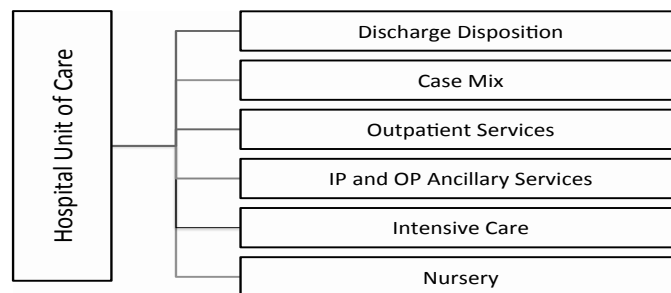 Hospital Unit of Care
Discharge Disposition
Case Mix
Outpatient Services
IP and OP Ancillary Services
Intensive Care
Nursery